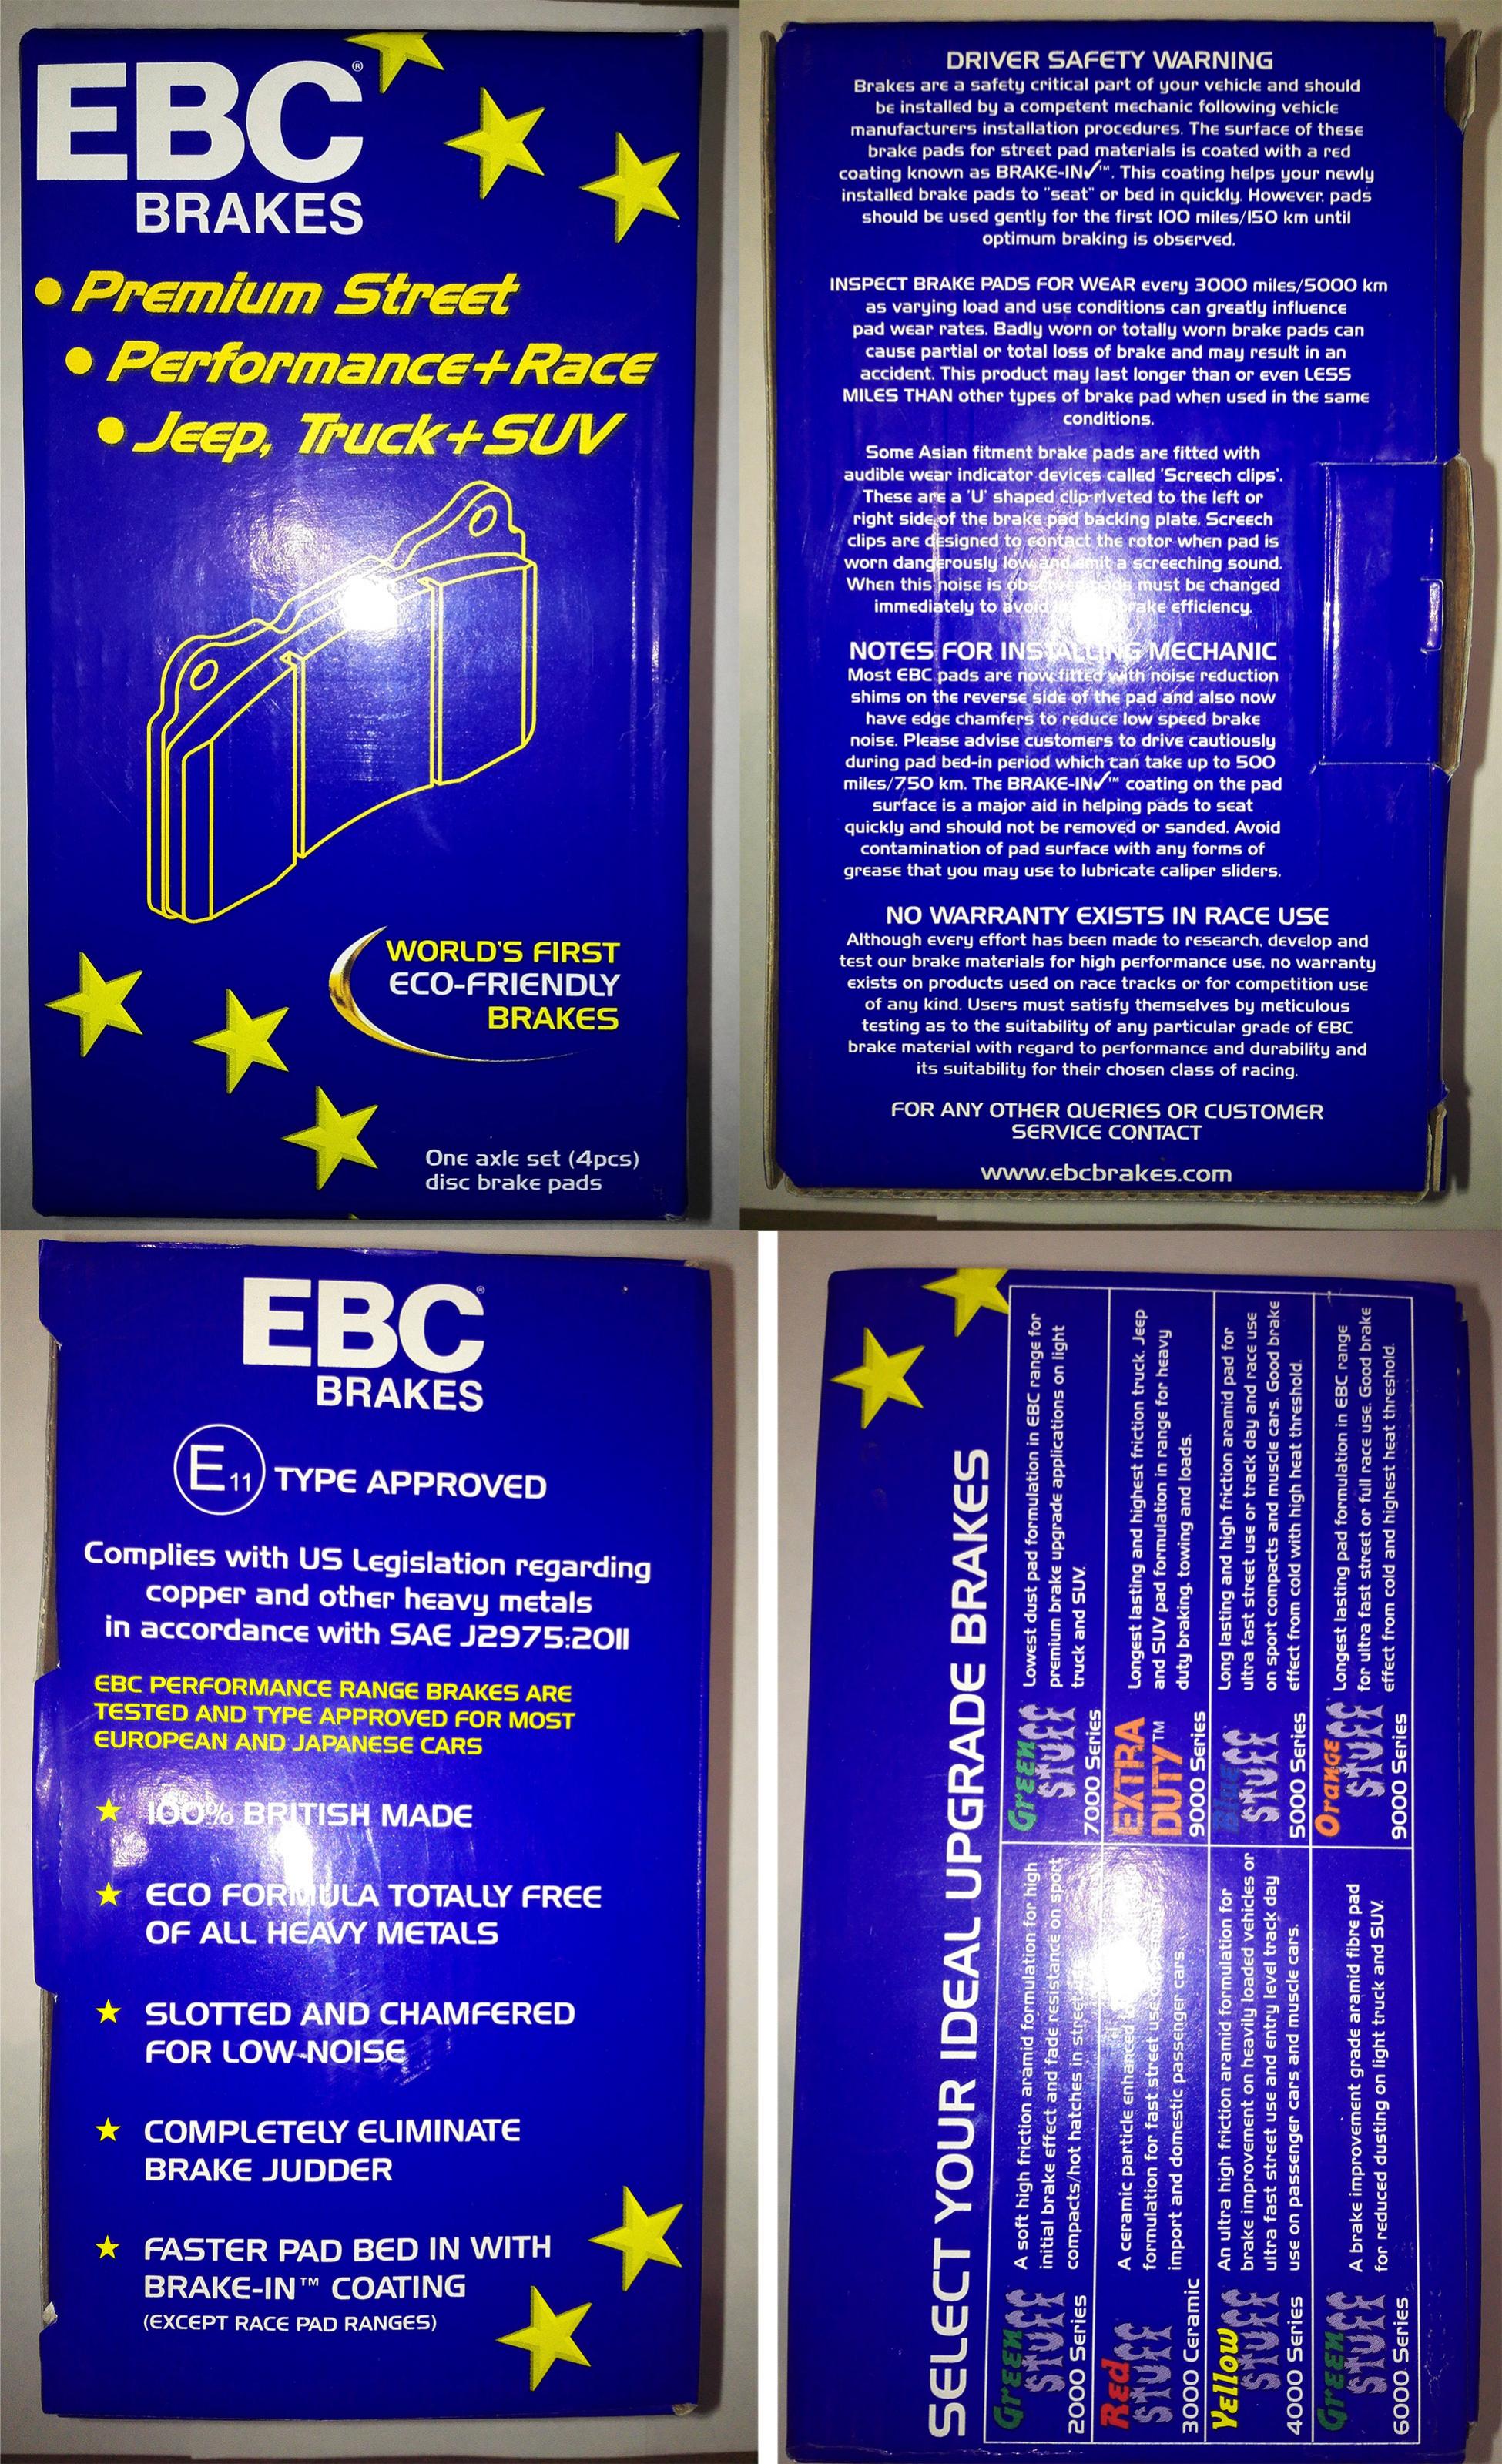 EBC®
BRAKES
• Premium Street
• Performance+Race
• Jeep, Truck+SUV
WORLD'S FIRST
ECO-FRIENDLY
BRAKES
One axle set (4pcs)
disc brake pads
DRIVER SAFETY WARNING
Brakes are a safety critical part of your vehicle and should
be installed by a competent mechanic following vehicle
manufacturers installation procedures. The surface of these
brake pads for street pad materials is coated with a red
coating known as BRAKE-IN✓™. This coating helps your newly
installed brake pads to "seat" or bed in quickly. However, pads
should be used gently for the first 100 miles/150 km until
optimum braking is observed.
INSPECT BRAKE PADS FOR WEAR every 3000 miles/5000 km
as varying load and use conditions can greatly influence
pad wear rates. Badly worn or totally worn brake pads can
cause partial or total loss of brake and may result in an
accident. This product may last longer than or even LESS
MILES THAN other types of brake pad when used in the same
conditions.
Some Asian fitment brake pads are fitted with
audible wear indicator devices called 'Screech clips'.
These are a 'U' shaped clip riveted to the left or
right side of the brake pad backing plate. Screech
clips are designed to contact the rotor when pad is
worn dangerously low and emit a screeching sound.
When this noise is observed pads must be changed
immediately to avoid brake efficiency.
NOTES FOR INSTALLING MECHANIC
Most EBC pads are now fitted with noise reduction
shims on the reverse side of the pad and also now
have edge chamfers to reduce low speed brake
noise. Please advise customers to drive cautiously
during pad bed-in period which can take up to 500
miles/750 km. The BRAKE-IN✓™ coating on the pad
surface is a major aid in helping pads to seat
quickly and should not be removed or sanded. Avoid
contamination of pad surface with any forms of
grease that you may use to lubricate caliper sliders.
NO WARRANTY EXISTS IN RACE USE
Although every effort has been made to research, develop and
test our brake materials for high performance use, no warranty
exists on products used on race tracks or for competition use
of any kind. Users must satisfy themselves by meticulous
testing as to the suitability of any particular grade of EBC
brake material with regard to performance and durability and
its suitability for their chosen class of racing.
FOR ANY OTHER QUERIES OR CUSTOMER
SERVICE CONTACT
www.ebcbrakes.com
EBC®
BRAKES
E11 TYPE APPROVED
Complies with US Legislation regarding
copper and other heavy metals
in accordance with SAE J2975:2011
EBC PERFORMANCE RANGE BRAKES ARE
TESTED AND TYPE APPROVED FOR MOST
EUROPEAN AND JAPANESE CARS
★ 100% BRITISH MADE
★ ECO FORMULA TOTALLY FREE
OF ALL HEAVY METALS
★ SLOTTED AND CHAMFERED
FOR LOW NOISE
★ COMPLETELY ELIMINATE
BRAKE JUDDER
★ FASTER PAD BED IN WITH
BRAKE-IN™ COATING
(EXCEPT RACE PAD RANGES)
SELECT YOUR IDEAL UPGRADE BRAKES
Green
STUFF
2000 Series
A soft high friction aramid formulation for high
initial brake effect and fade resistance on sport
compacts/hot hatches in street
Red
STUFF
3000 Ceramic
A ceramic particle enhanced
formulation for fast street use
import and domestic passenger cars.
Yellow
STUFF
4000 Series
An ultra high friction aramid formulation for
brake improvement on heavily loaded vehicles or
ultra fast street use and entry level track day
use on passenger cars and muscle cars.
Green
STUFF
6000 Series
A brake improvement grade aramid fibre pad
for reduced dusting on light truck and SUV.
Green
STUFF
7000 Series
Lowest dust pad formulation in EBC range for
premium brake upgrade applications on light
truck and SUV.
EXTRA
DUTY™
9000 Series
Longest lasting and highest friction truck, Jeep
and SUV pad formulation in range for heavy
duty braking, towing and loads.
Blue
STUFF
5000 Series
Long lasting and high friction aramid pad for
ultra fast street use or track day and race use
on sport compacts and muscle cars. Good brake
effect from cold with high heat threshold.
Orange
STUFF
9000 Series
Longest lasting pad formulation in EBC range
for ultra fast street or full race use. Good brake
effect from cold and highest heat threshold.